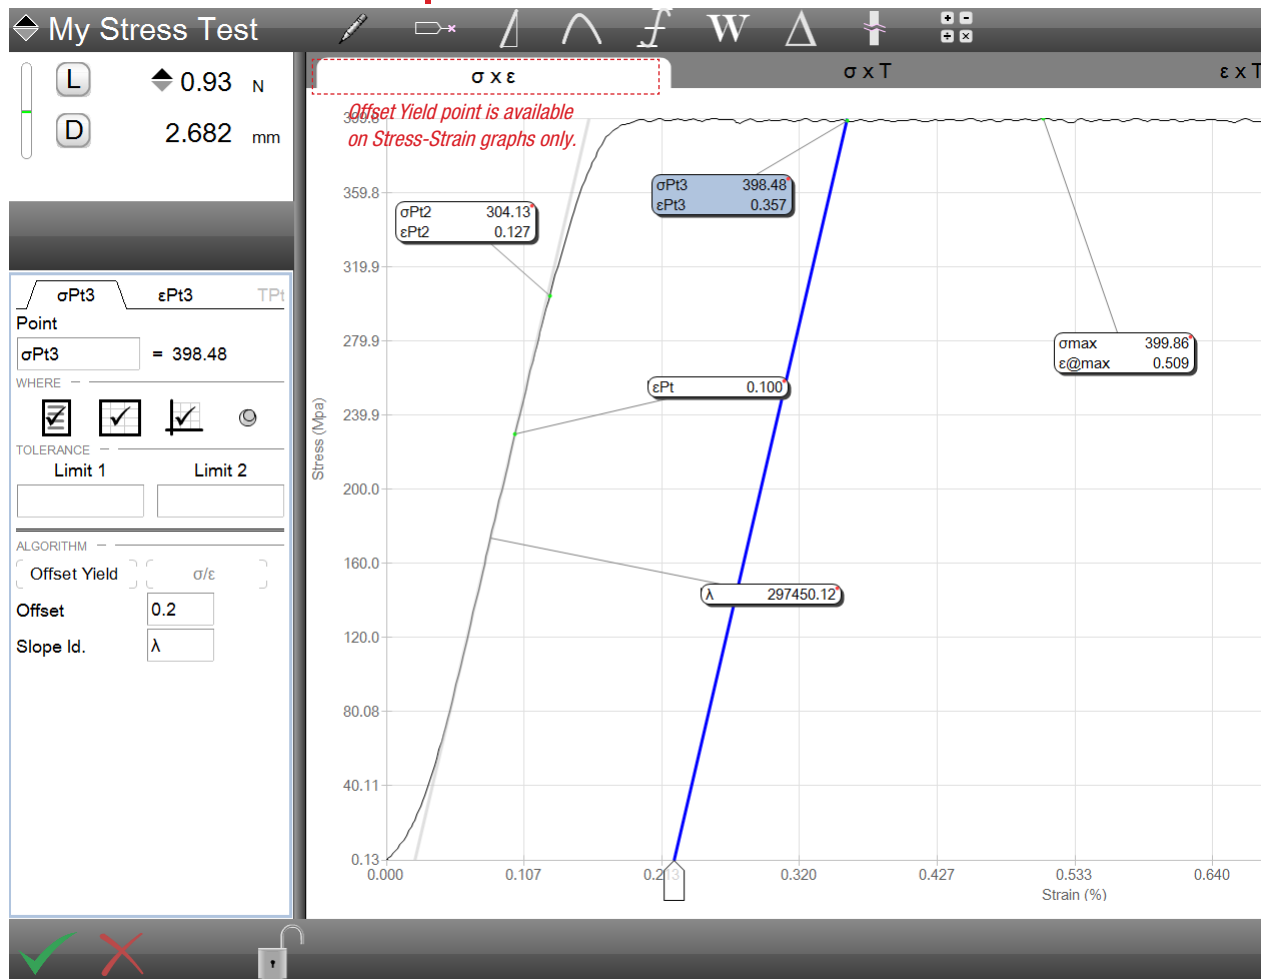 My Stress Test
W
L 0.93 N
D 2.682 mm
σ x ε
σ x T
ε x T
Offset Yield point is available
on Stress-Strain graphs only.
σPt3 εPt3 TPt
Point
σPt3 = 398.48
WHERE
TOLERANCE
Limit 1 Limit 2
ALGORITHM
Offset Yield σ/ε
Offset 0.2
Slope Id. λ
359.8
319.9
279.9
239.9
200.0
160.0
120.0
80.08
40.11
0.13
Stress (Mpa)
σPt2 304.13
εPt2 0.127
σPt3 398.48
εPt3 0.357
εPt 0.100
λ 297450.12
σmax 399.86
ε@max 0.509
0.000 0.107 0.213 0.320 0.427 0.533 0.640
Strain (%)